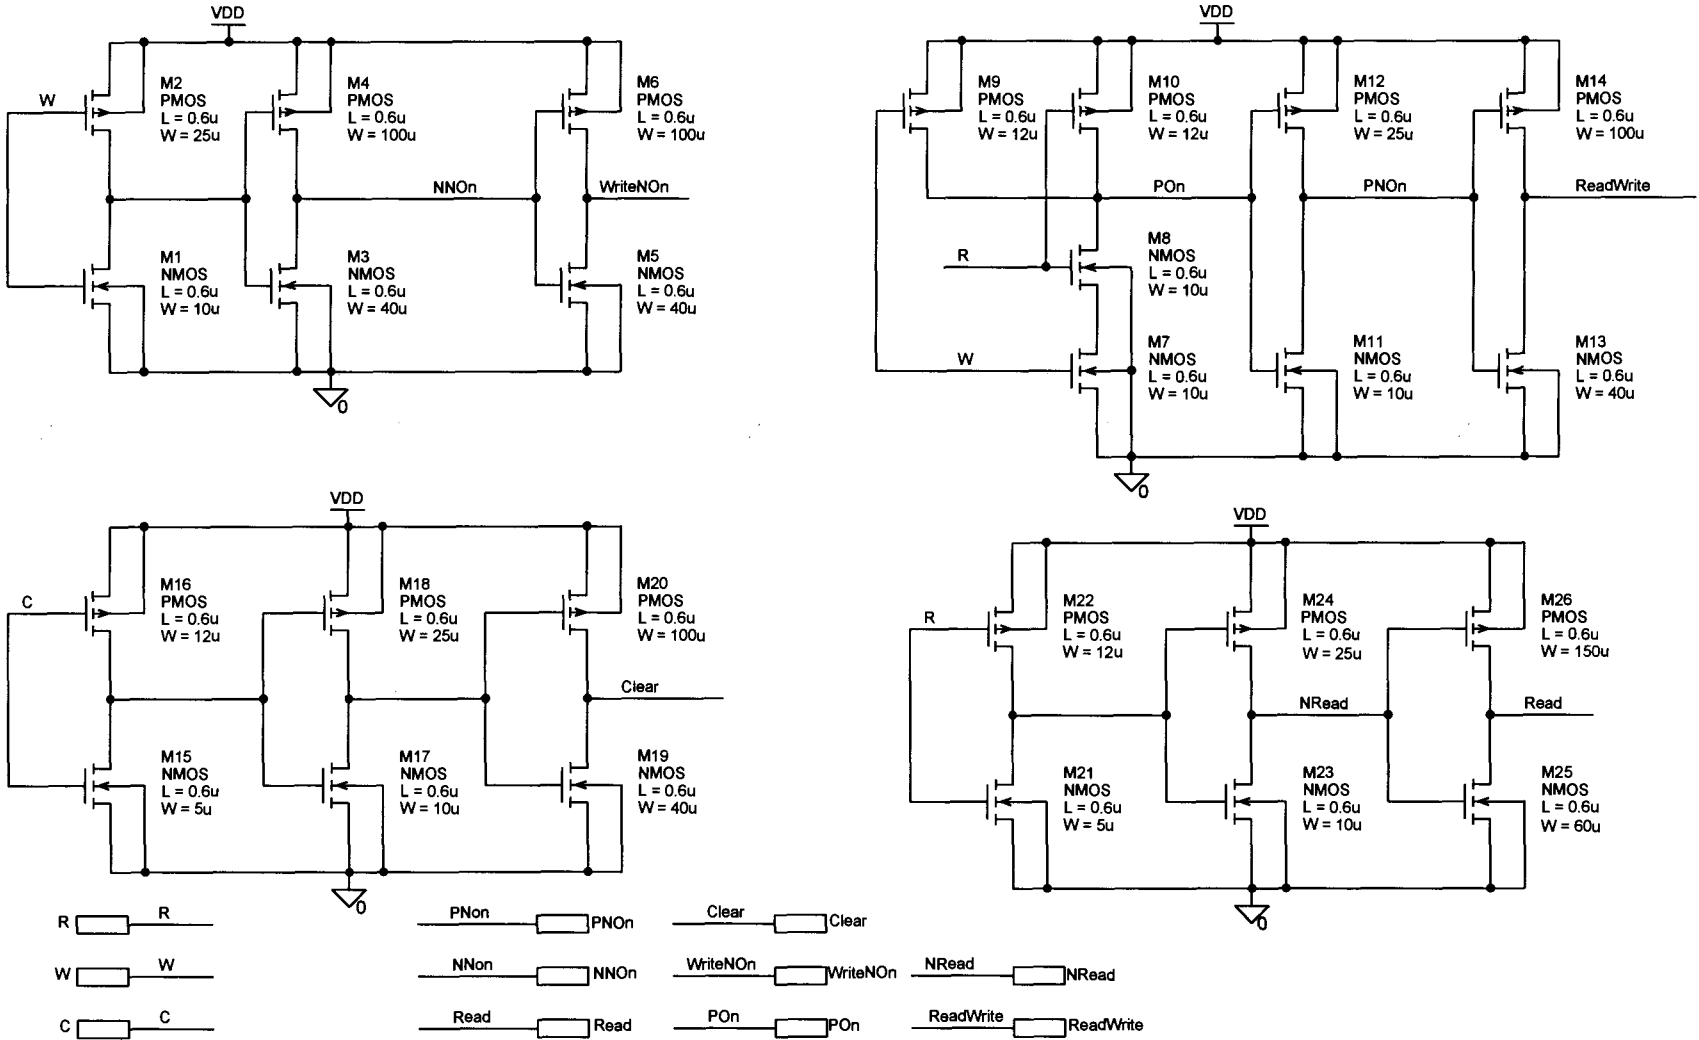 VDD
W
M2
PMOS
L = 0.6u
W = 25u
M4
PMOS
L = 0.6u
W = 100u
M6
PMOS
L = 0.6u
W = 100u
NNOn
WriteNOn
M1
NMOS
L = 0.6u
W = 10u
M3
NMOS
L = 0.6u
W = 40u
M5
NMOS
L = 0.6u
W = 40u
0
VDD
M9
PMOS
L = 0.6u
W = 12u
M10
PMOS
L = 0.6u
W = 12u
M12
PMOS
L = 0.6u
W = 25u
M14
PMOS
L = 0.6u
W = 100u
POn
PNOn
ReadWrite
R
M8
NMOS
L = 0.6u
W = 10u
W
M7
NMOS
L = 0.6u
W = 10u
M11
NMOS
L = 0.6u
W = 10u
M13
NMOS
L = 0.6u
W = 40u
0
VDD
C
M16
PMOS
L = 0.6u
W = 12u
M18
PMOS
L = 0.6u
W = 25u
M20
PMOS
L = 0.6u
W = 100u
Clear
M15
NMOS
L = 0.6u
W = 5u
M17
NMOS
L = 0.6u
W = 10u
M19
NMOS
L = 0.6u
W = 40u
0
VDD
R
M22
PMOS
L = 0.6u
W = 12u
M24
PMOS
L = 0.6u
W = 25u
M26
PMOS
L = 0.6u
W = 150u
NRead
Read
M21
NMOS
L = 0.6u
W = 5u
M23
NMOS
L = 0.6u
W = 10u
M25
NMOS
L = 0.6u
W = 60u
0
R R
PNon PNOn
Clear Clear
W W
NNon NNOn
WriteNOn WriteNOn
NRead NRead
C C
Read Read
POn POn
ReadWrite ReadWrite